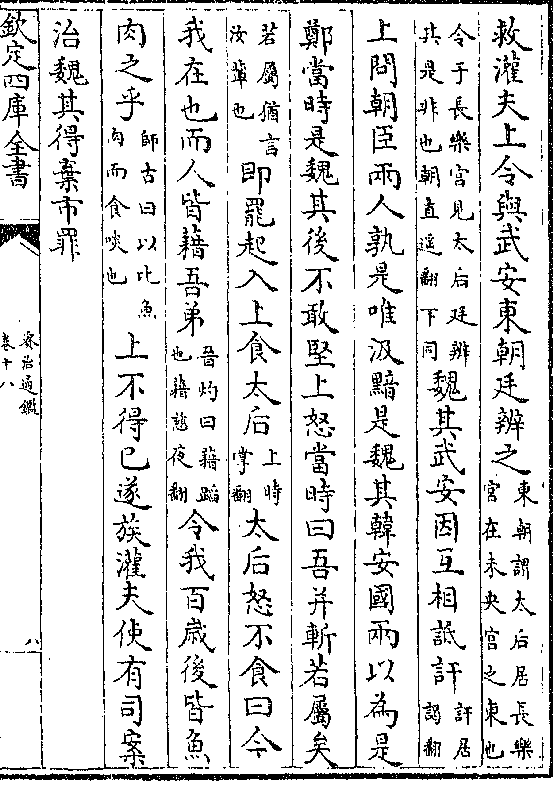 救灌夫上令與武安東朝廷辨之東朝謂太后居長樂宫在未央宫之東也
令于長樂宫見太后廷辨其是非也朝直遥翻下同魏其武安因互相詆訐訐居謁翻
上問朝臣兩人孰是唯汲黯是魏其韓安國兩以為是
鄭當時是魏其後不敢堅上怒當時曰吾并斬若屬矣
若屬猶言汝輩也即罷起入上食太后上時掌翻太后怒不食曰今
我在也而人皆藉吾弟晉灼曰藉蹈也藉慈夜翻令我百歲後皆魚
肉之乎師古曰以比魚肉而食啖也上不得已遂族灌夫使有司案
治魏其得棄市罪
欽定四庫全書
資治通鑑
卷十八
八